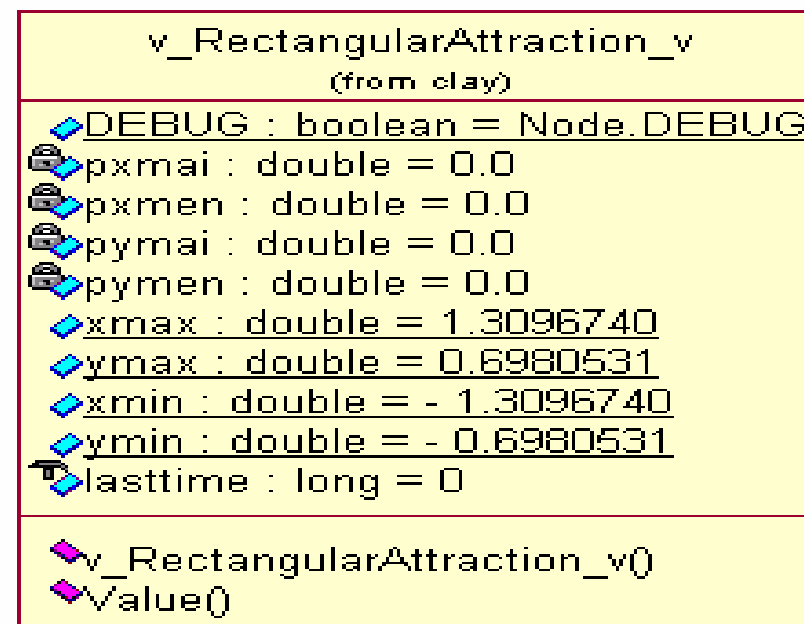 v_RectangularAttraction_v
(from clay)
DEBUG : boolean = Node.DEBUG
pxmai : double = 0.0
pxmen : double = 0.0
pymai : double = 0.0
pymen : double = 0.0
xmax : double = 1.3096740
ymax : double = 0.6980531
xmin : double = - 1.3096740
ymin : double = - 0.6980531
lasttime : long = 0
v_RectangularAttraction_v()
Value()